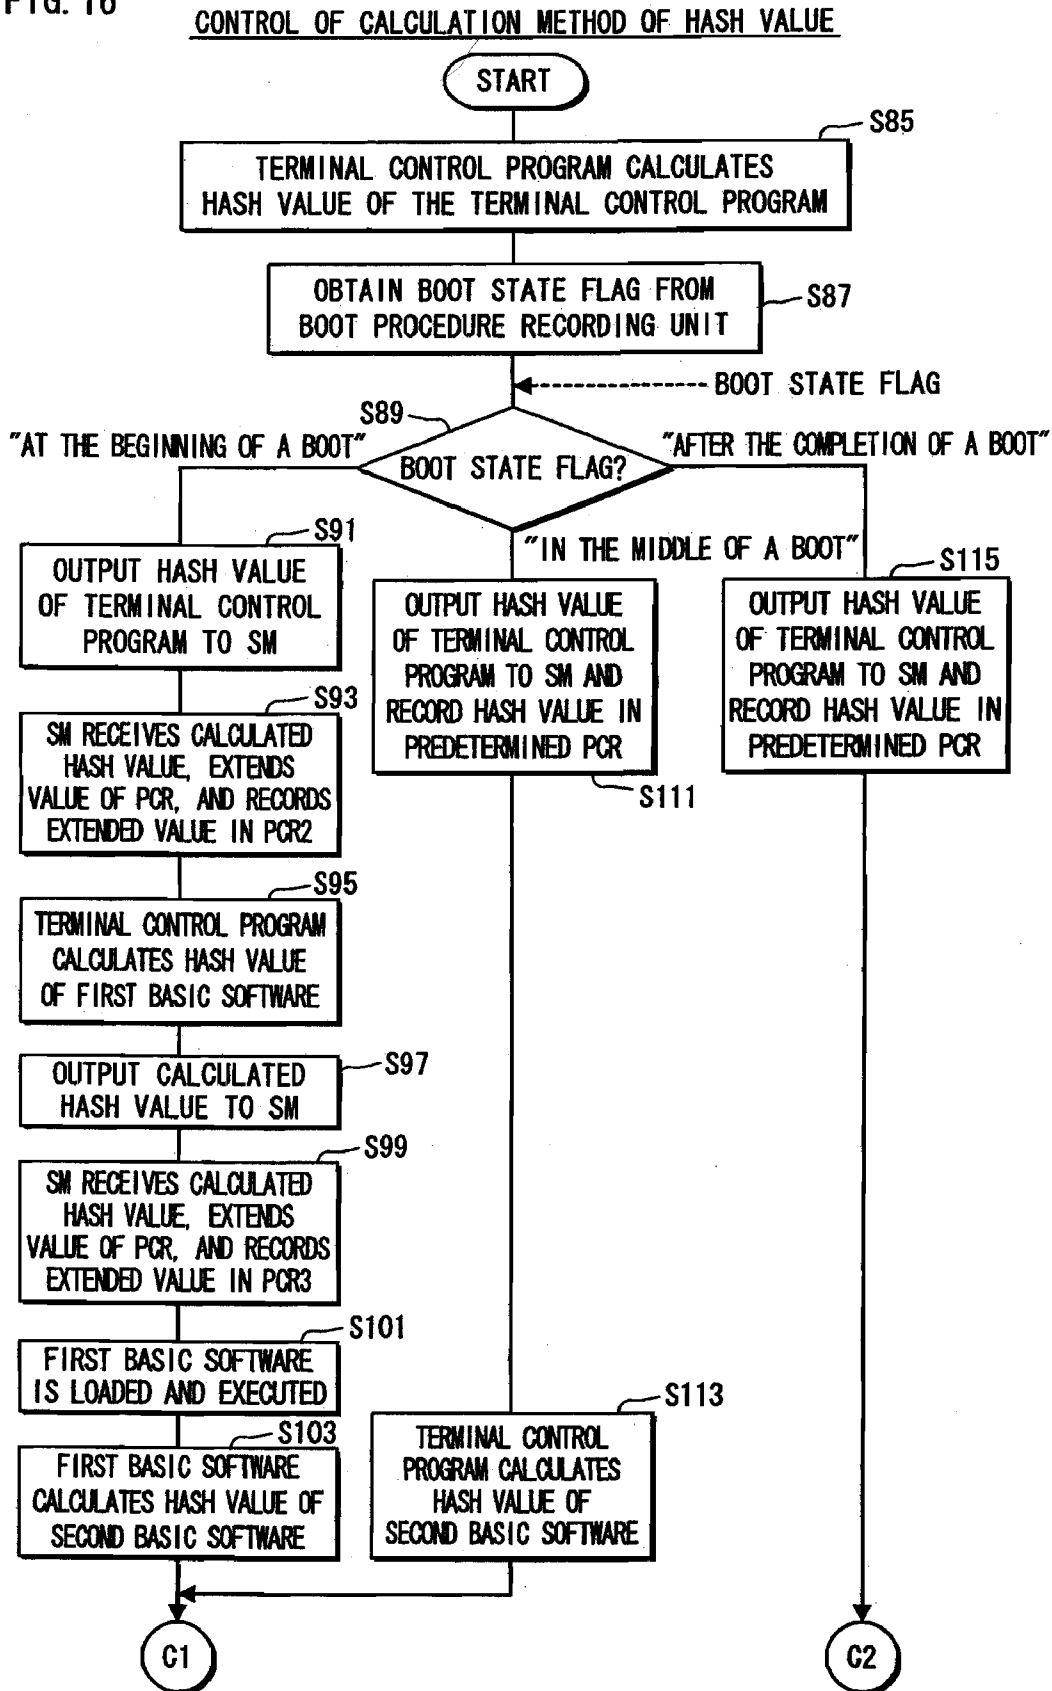 FIG. 16
CONTROL OF CALCULATION METHOD OF HASH VALUE
START
S85
TERMINAL CONTROL PROGRAM CALCULATES
HASH VALUE OF THE TERMINAL CONTROL PROGRAM
OBTAIN BOOT STATE FLAG FROM
BOOT PROCEDURE RECORDING UNIT
S87
BOOT STATE FLAG
S89
"AT THE BEGINNING OF A BOOT"
BOOT STATE FLAG?
"AFTER THE COMPLETION OF A BOOT"
"IN THE MIDDLE OF A BOOT"
S91
OUTPUT HASH VALUE
OF TERMINAL CONTROL
PROGRAM TO SM
S93
SM RECEIVES CALCULATED
HASH VALUE, EXTENDS
VALUE OF PCR, AND RECORDS
EXTENDED VALUE IN PCR2
S95
TERMINAL CONTROL PROGRAM
CALCULATES HASH VALUE
OF FIRST BASIC SOFTWARE
OUTPUT CALCULATED
HASH VALUE TO SM
S97
S99
SM RECEIVES CALCULATED
HASH VALUE, EXTENDS
VALUE OF PCR, AND RECORDS
EXTENDED VALUE IN PCR3
S101
FIRST BASIC SOFTWARE
IS LOADED AND EXECUTED
S103
FIRST BASIC SOFTWARE
CALCULATES HASH VALUE OF
SECOND BASIC SOFTWARE
OUTPUT HASH VALUE
OF TERMINAL CONTROL
PROGRAM TO SM AND
RECORD HASH VALUE IN
PREDETERMINED PCR
S111
S113
TERMINAL CONTROL
PROGRAM CALCULATES
HASH VALUE OF
SECOND BASIC SOFTWARE
S115
OUTPUT HASH VALUE
OF TERMINAL CONTROL
PROGRAM TO SM AND
RECORD HASH VALUE IN
PREDETERMINED PCR
C1
C2